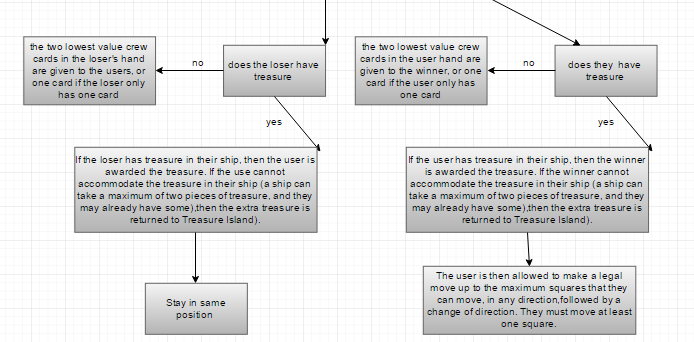 the two lowest value crew
cards in the loser's hand
are given to the users, or
one card if the loser only
has one card
no
does the loser have
treasure
the two lowest value crew
cards in the user hand are
given to the winner, or one
card if the user only has
one card
no
does they have
treasure
yes
yes
If the loser has treasure in their ship, then the user is
awarded the treasure. If the use cannot
accommodate the treasure in their ship (a ship can
take a maximum of two pieces of treasure, and they
may already have some),then the extra treasure is
returned to Treasure Island).
If the user has treasure in their ship, then the winner
is awarded the treasure. If the winner cannot
accommodate the treasure in their ship (a ship can
take a maximum of two pieces of treasure, and they
may already have some),then the extra treasure is
returned to Treasure Island).
Stay in same
position
The user is then allowed to make a legal
move up to the maximum squares that they
can move, in any direction,followed by a
change of direction. They must move at least
one square.